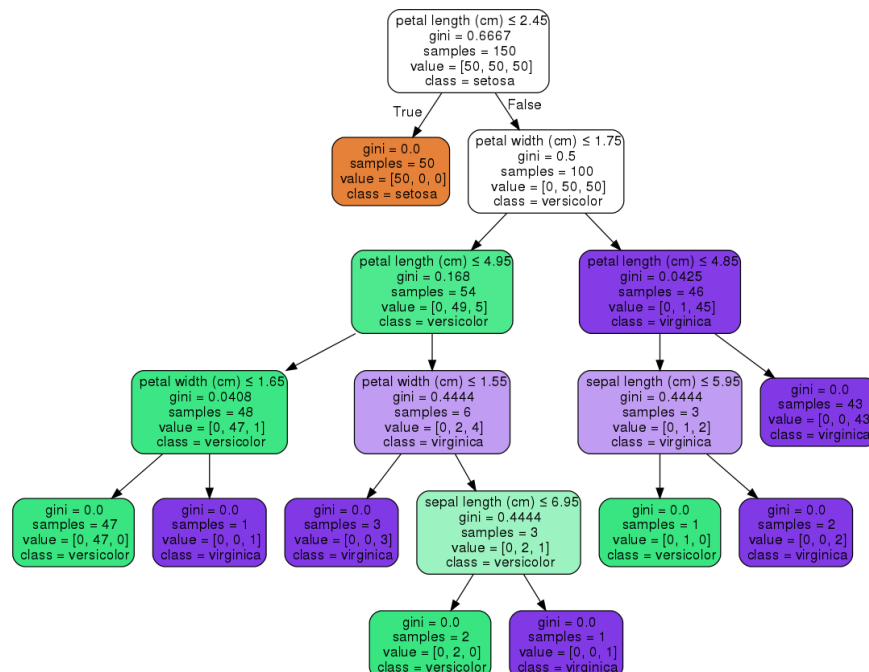 petal length (cm) ≤ 2.45
gini = 0.6667
samples = 150
value = [50, 50, 50]
class = setosa
True
False
gini = 0.0
samples = 50
value = [50, 0, 0]
class = setosa
petal width (cm) ≤ 1.75
gini = 0.5
samples = 100
value = [0, 50, 50]
class = versicolor
petal length (cm) ≤ 4.95
gini = 0.168
samples = 54
value = [0, 49, 5]
class = versicolor
petal length (cm) ≤ 4.85
gini = 0.0425
samples = 46
value = [0, 1, 45]
class = virginica
petal width (cm) ≤ 1.65
gini = 0.0408
samples = 48
value = [0, 47, 1]
class = versicolor
petal width (cm) ≤ 1.55
gini = 0.4444
samples = 6
value = [0, 2, 4]
class = virginica
sepal length (cm) ≤ 5.95
gini = 0.4444
samples = 3
value = [0, 1, 2]
class = virginica
gini = 0.0
samples = 43
value = [0, 0, 43]
class = virginica
gini = 0.0
samples = 47
value = [0, 47, 0]
class = versicolor
gini = 0.0
samples = 1
value = [0, 0, 1]
class = virginica
gini = 0.0
samples = 3
value = [0, 0, 3]
class = virginica
sepal length (cm) ≤ 6.95
gini = 0.4444
samples = 3
value = [0, 2, 1]
class = versicolor
gini = 0.0
samples = 1
value = [0, 1, 0]
class = versicolor
gini = 0.0
samples = 2
value = [0, 0, 2]
class = virginica
gini = 0.0
samples = 2
value = [0, 2, 0]
class = versicolor
gini = 0.0
samples = 1
value = [0, 0, 1]
class = virginica